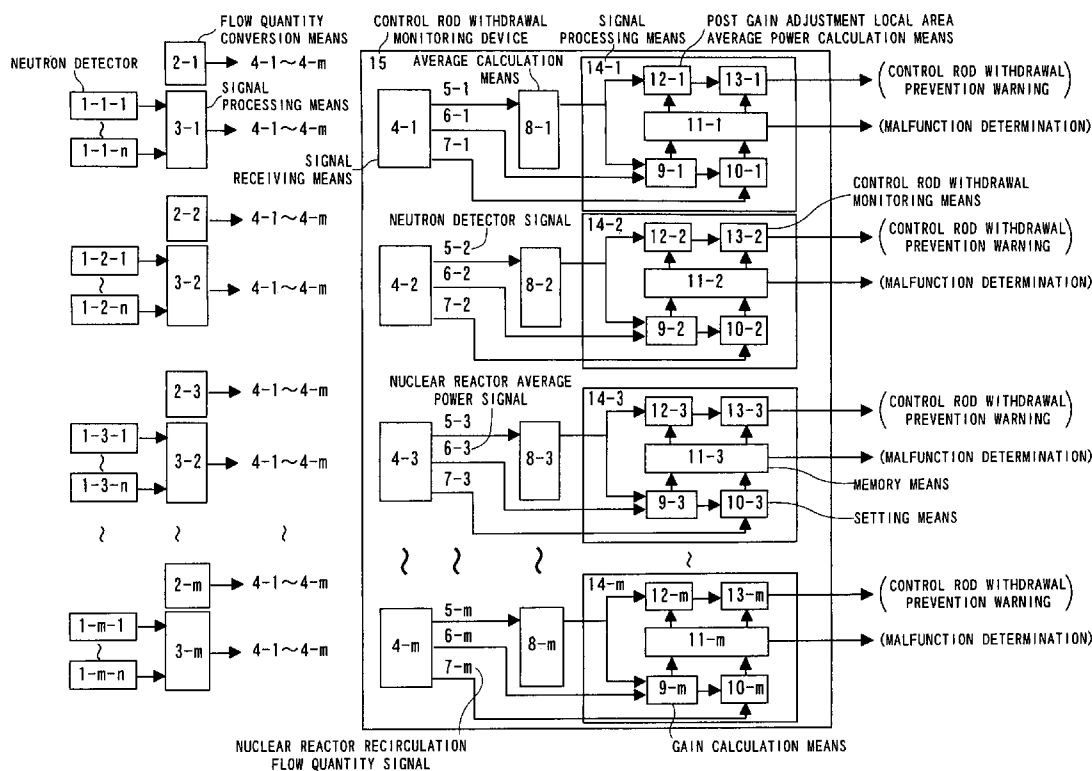 FLOW QUANTITY
CONVERSION MEANS
CONTROL ROD WITHDRAWAL
MONITORING DEVICE
SIGNAL
PROCESSING MEANS
POST GAIN ADJUSTMENT LOCAL AREA
AVERAGE POWER CALCULATION MEANS
NEUTRON DETECTOR
2-1
4-1~4-m
SIGNAL
PROCESSING MEANS
1-1-1
~
1-1-n
3-1
4-1~4-m
15
AVERAGE CALCULATION
MEANS
4-1
5-1
6-1
7-1
8-1
SIGNAL
RECEIVING MEANS
14-1
12-1
13-1
11-1
9-1
10-1
(CONTROL ROD WITHDRAWAL
PREVENTION WARNING)
(MALFUNCTION DETERMINATION)
2-2
4-1~4-m
1-2-1
~
1-2-n
3-2
4-1~4-m
NEUTRON DETECTOR SIGNAL
4-2
5-2
6-2
7-2
8-2
14-2
12-2
13-2
11-2
9-2
10-2
CONTROL ROD WITHDRAWAL
MONITORING MEANS
(CONTROL ROD WITHDRAWAL
PREVENTION WARNING)
(MALFUNCTION DETERMINATION)
2-3
4-1~4-m
1-3-1
~
1-3-n
3-2
4-1~4-m
NUCLEAR REACTOR AVERAGE
POWER SIGNAL
4-3
5-3
6-3
7-3
8-3
14-3
12-3
13-3
11-3
9-3
10-3
(CONTROL ROD WITHDRAWAL
PREVENTION WARNING)
(MALFUNCTION DETERMINATION)
MEMORY MEANS
SETTING MEANS
~ ~ ~ ~ ~ ~ ~
2-m
4-1~4-m
1-m-1
~
1-m-n
3-m
4-1~4-m
4-m
5-m
6-m
7-m
8-m
14-m
12-m
13-m
11-m
9-m
10-m
(CONTROL ROD WITHDRAWAL
PREVENTION WARNING)
(MALFUNCTION DETERMINATION)
NUCLEAR REACTOR RECIRCULATION
FLOW QUANTITY SIGNAL
GAIN CALCULATION MEANS